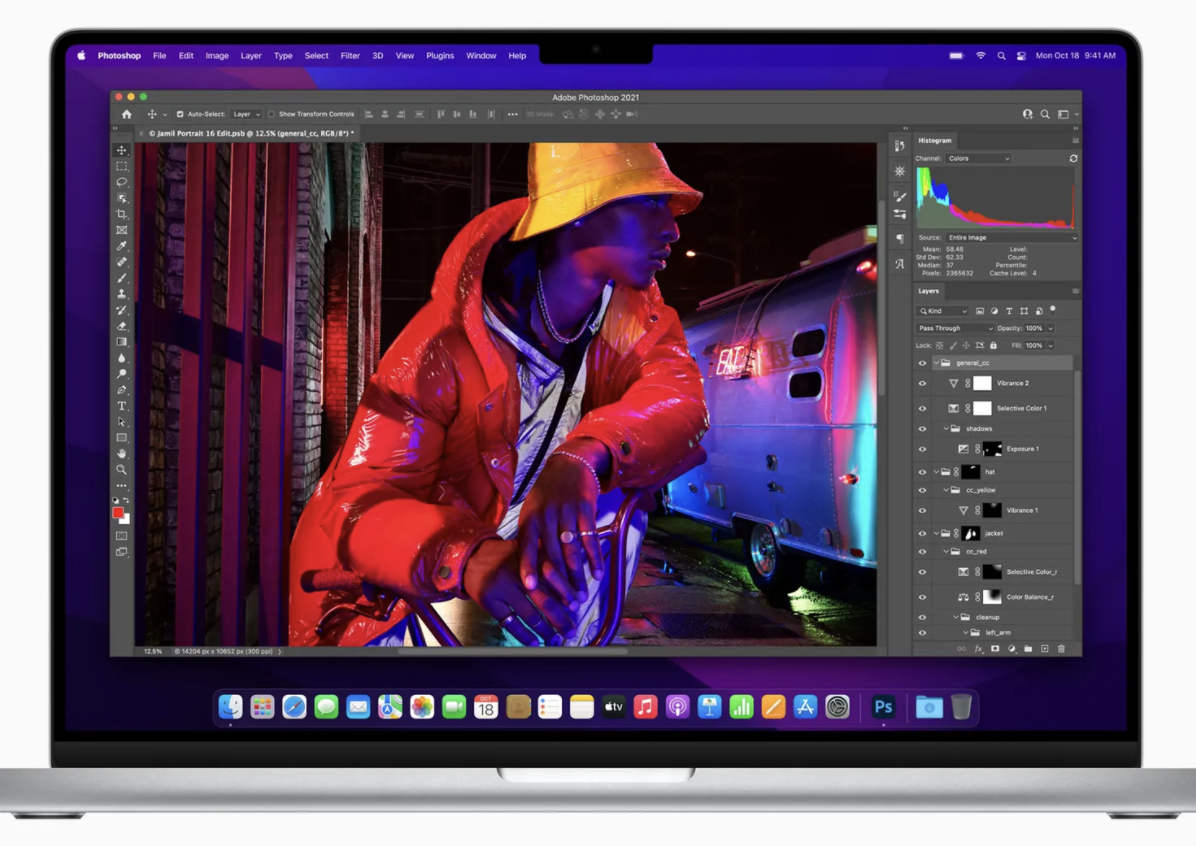 Photoshop File Edit Image Layer Type Select Filter 3D View Plugins Window Help Mon Oct 18 9:41 AM
Adobe Photoshop 2021
Auto-Select: Layer Show Transform Controls 3D Mode:
© Jamil Portrait 16 Edit.psb @ 12.5% (general_cc, RGB/8*) *
Histogram
Channel: Colors
Source: Entire Image
Mean: 58.46 Level:
Std Dev: 62.33 Count:
Median: 37 Percentile:
Pixels: 2365632 Cache Level: 4
Layers
Kind
Pass Through Opacity: 100%
Lock: Fill: 100%
general_cc
Vibrance 2
Selective Color 1
shadows
Exposure 1
hat
cc_yellow
Vibrance 1
jacket
cc_red
Selective Color_r
Color Balance_r
cleanup
left_arm
fx
EAT
12.5% © 14204 px x 10652 px (300 ppi)
OCT
18
tv
Ps